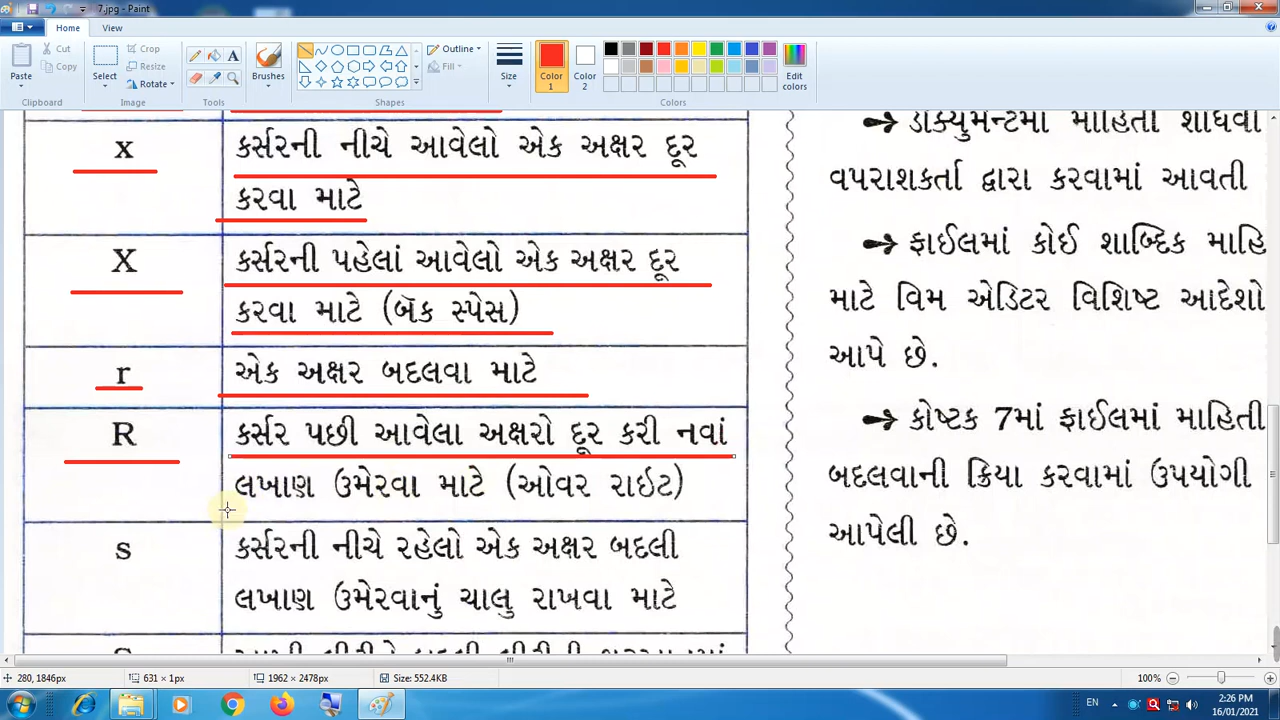 7.jpg - Paint
Home
View
Paste
Cut
Copy
Clipboard
Select
Crop
Resize
Rotate
Image
Tools
Brushes
Shapes
Outline
Fill
Size
Color 1
Color 2
Edit colors
Colors
x
કર્સરની નીચે આવેલો એક અક્ષર દૂર
કરવા માટે
X
કર્સરની પહેલાં આવેલો એક અક્ષર દૂર
કરવા માટે (બૅક સ્પેસ)
r
એક અક્ષર બદલવા માટે
R
કર્સર પછી આવેલા અક્ષરો દૂર કરી નવાં
લખાણ ઉમેરવા માટે (ઓવર રાઇટ)
s
કર્સરની નીચે રહેલો એક અક્ષર બદલી
લખાણ ઉમેરવાનું ચાલુ રાખવા માટે
ડૉક્યુમન્ટમાં માહિતી શોધવા
વપરાશકર્તા દ્વારા કરવામાં આવતી
➔ ફાઈલમાં કોઈ શાબ્દિક માહિ
માટે વિમ એડિટર વિશિષ્ટ આદેશો
આપે છે.
➔ કોષ્ટક 7માં ફાઈલમાં માહિતી
બદલવાની ક્રિયા કરવામાં ઉપયોગી
આપેલી છે.
280, 1846px
631 × 1px
1962 × 2478px
Size: 552.4KB
100%
EN
2:26 PM
16/01/2021